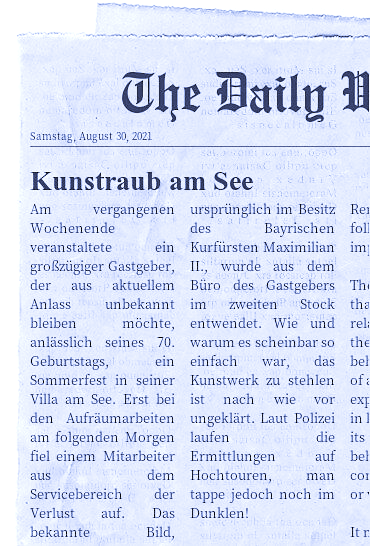 The Daily
Samstag, August 30, 2021
Kunstraub am See
Am vergangenen
Wochenende
veranstaltete ein
großzügiger Gastgeber,
der aus aktuellem
Anlass unbekannt
bleiben möchte,
anlässlich seines 70.
Geburtstags, ein
Sommerfest in seiner
Villa am See. Erst bei
den Aufräumarbeiten
am folgenden Morgen
fiel einem Mitarbeiter
aus dem
Servicebereich der
Verlust auf. Das
bekannte Bild,
ursprünglich im Besitz
des Bayrischen
Kurfürsten Maximilian
II., wurde aus dem
Büro des Gastgebers
im zweiten Stock
entwendet. Wie und
warum es scheinbar so
einfach war, das
Kunstwerk zu stehlen
ist nach wie vor
ungeklärt. Laut Polizei
laufen die
Ermittlungen auf
Hochtouren, man
tappe jedoch noch im
Dunklen!